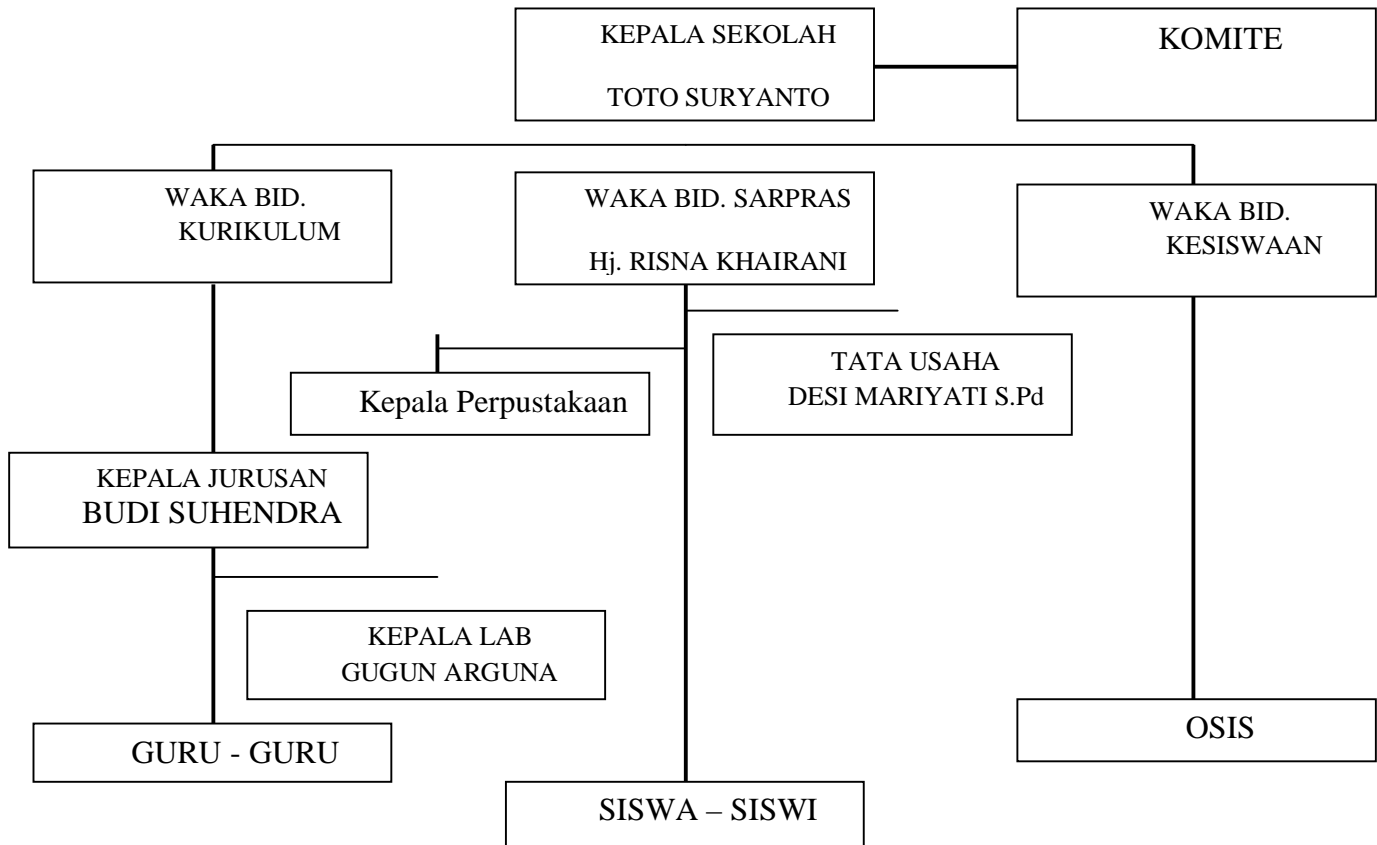 KEPALA SEKOLAH
TOTO SURYANTO
KOMITE
WAKA BID.
KURIKULUM
WAKA BID. SARPRAS
Hj. RISNA KHAIRANI
WAKA BID.
KESISWAAN
TATA USAHA
DESI MARIYATI S.Pd
Kepala Perpustakaan
KEPALA JURUSAN
BUDI SUHENDRA
KEPALA LAB
GUGUN ARGUNA
GURU - GURU
OSIS
SISWA – SISWI